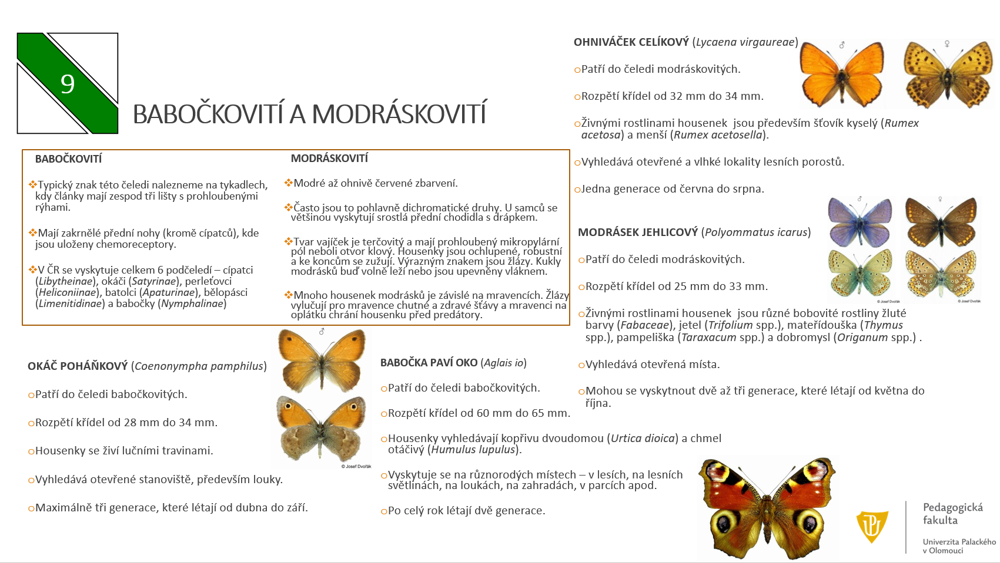 9
BABOČKOVITÍ A MODRÁSKOVITÍ
BABOČKOVITÍ
❖Typický znak této čeledi nalezneme na tykadlech,
kdy články mají zespod tři lišty s prohloubenými
rýhami.
❖Mají zakrnělé přední nohy (kromě cípatců), kde
jsou uloženy chemoreceptory.
❖V ČR se vyskytuje celkem 6 podčeledí – cípatci
(Libytheinae), okáči (Satyrinae), perleťovci
(Heliconiinae), batolci (Apaturinae), bělopásci
(Limenitidinae) a babočky (Nymphalinae)
MODRÁSKOVITÍ
❖Modré až ohnivě červené zbarvení.
❖Často jsou to pohlavně dichromatické druhy. U samců se
většinou vyskytují srostlá přední chodidla s drápkem.
❖Tvar vajíček je terčovitý a mají prohloubený mikropylární
pól neboli otvor klový. Housenky jsou ochlupené, robustní
a ke koncům se zužují. Výrazným znakem jsou žlázy. Kukly
modrásků buď volně leží nebo jsou upevněny vláknem.
❖Mnoho housenek modrásků je závislé na mravencích. Žlázy
vylučují pro mravence chutné a zdravé šťávy a mravenci na
oplátku chrání housenku před predátory.
OKÁČ POHÁŇKOVÝ (Coenonympha pamphilus)
oPatří do čeledi babočkovitých.
oRozpětí křídel od 28 mm do 34 mm.
oHousenky se živí lučními travinami.
oVyhledává otevřené stanoviště, především louky.
oMaximálně tři generace, které létají od dubna do září.
♂
© Josef Dvořák
BABOČKA PAVÍ OKO (Aglais io)
oPatří do čeledi babočkovitých.
oRozpětí křídel od 60 mm do 65 mm.
oHousenky vyhledávají kopřivu dvoudomou (Urtica dioica) a chmel
otáčivý (Humulus lupulus).
oVyskytuje se na různorodých místech – v lesích, na lesních
světlinách, na loukách, na zahradách, v parcích apod.
oPo celý rok létají dvě generace.
OHNIVÁČEK CELÍKOVÝ (Lycaena virgaureae)
oPatří do čeledi modráskovitých.
oRozpětí křídel od 32 mm do 34 mm.
oŽivnými rostlinami housenek jsou především šťovík kyselý (Rumex
acetosa) a menší (Rumex acetosella).
oVyhledává otevřené a vlhké lokality lesních porostů.
oJedna generace od června do srpna.
♂ ♀
MODRÁSEK JEHLICOVÝ (Polyommatus icarus)
oPatří do čeledi modráskovitých.
oRozpětí křídel od 25 mm do 33 mm.
oŽivnými rostlinami housenek jsou různé bobovité rostliny žluté
barvy (Fabaceae), jetel (Trifolium spp.), mateřídouška (Thymus
spp.), pampeliška (Taraxacum spp.) a dobromysl (Origanum spp.) .
oVyhledává otevřená místa.
oMohou se vyskytnout dvě až tři generace, které létají od května do
října.
♂ ♀
© Josef Dvořák © Josef Dvořák
Pedagogická
fakulta
Univerzita Palackého
v Olomouci